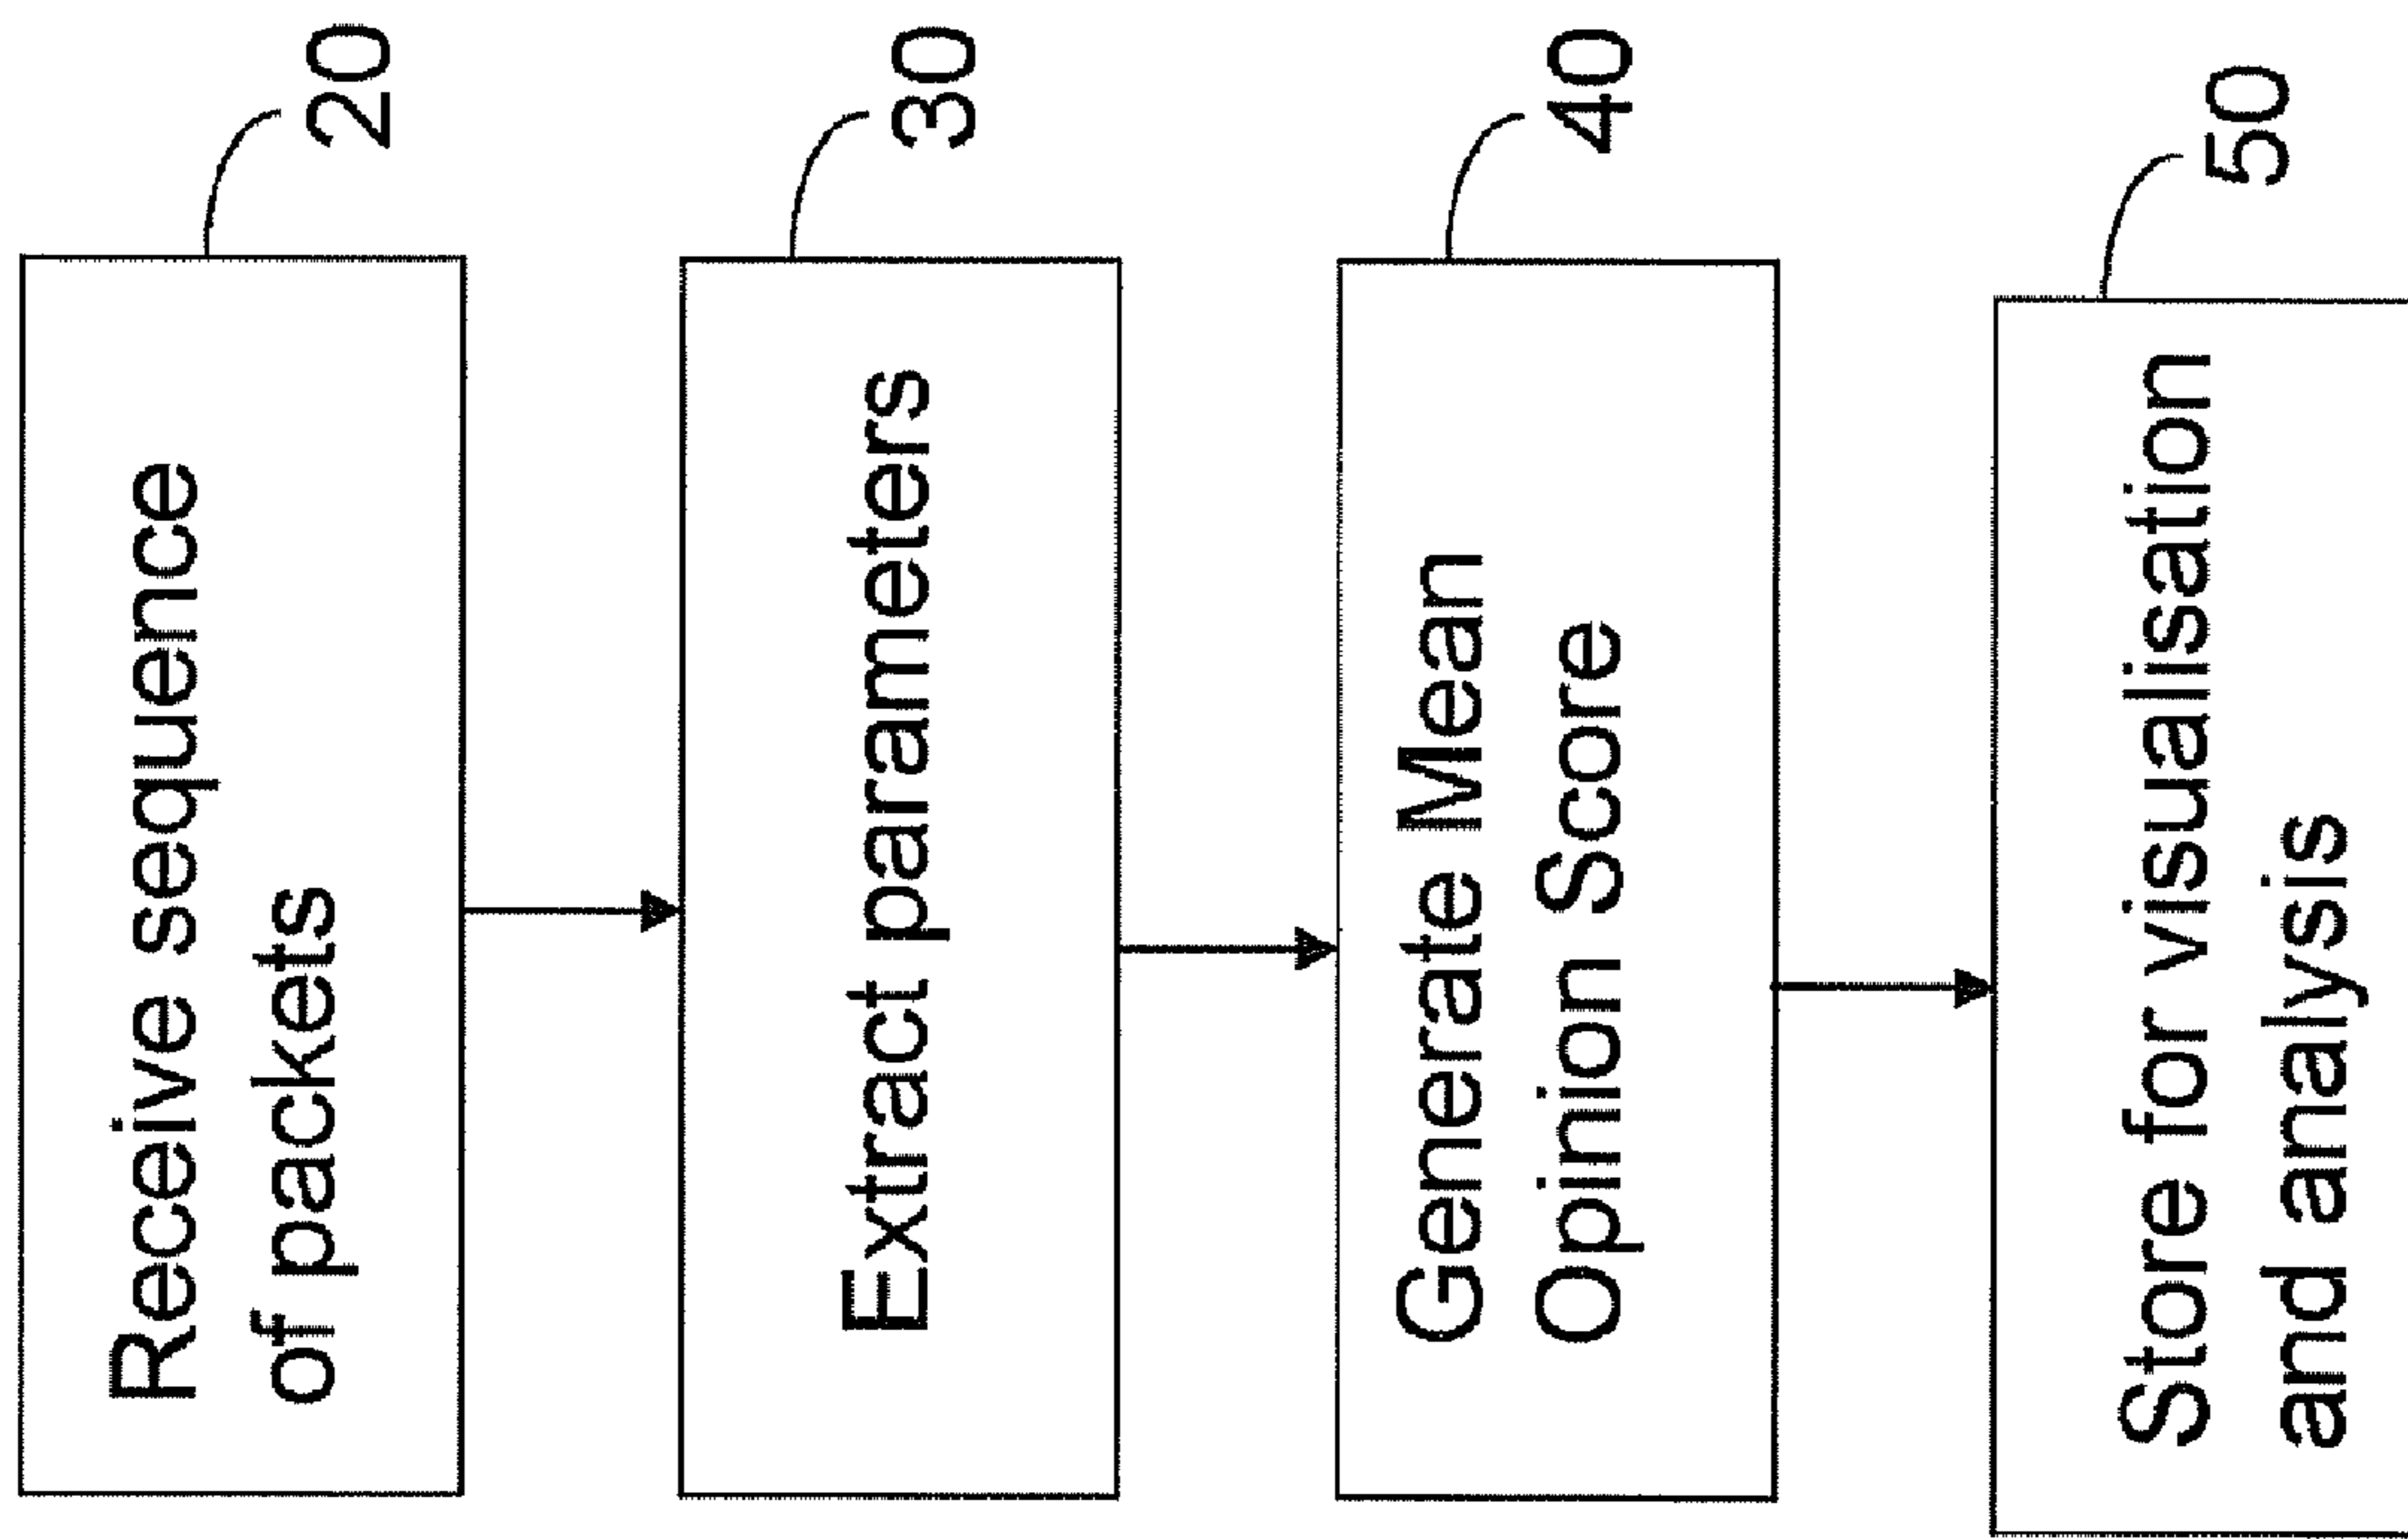 Receive sequence
of packets
20
Extract parameters
30
Generate Mean
Opinion Score
40
Store for visualisation
and analysis
50